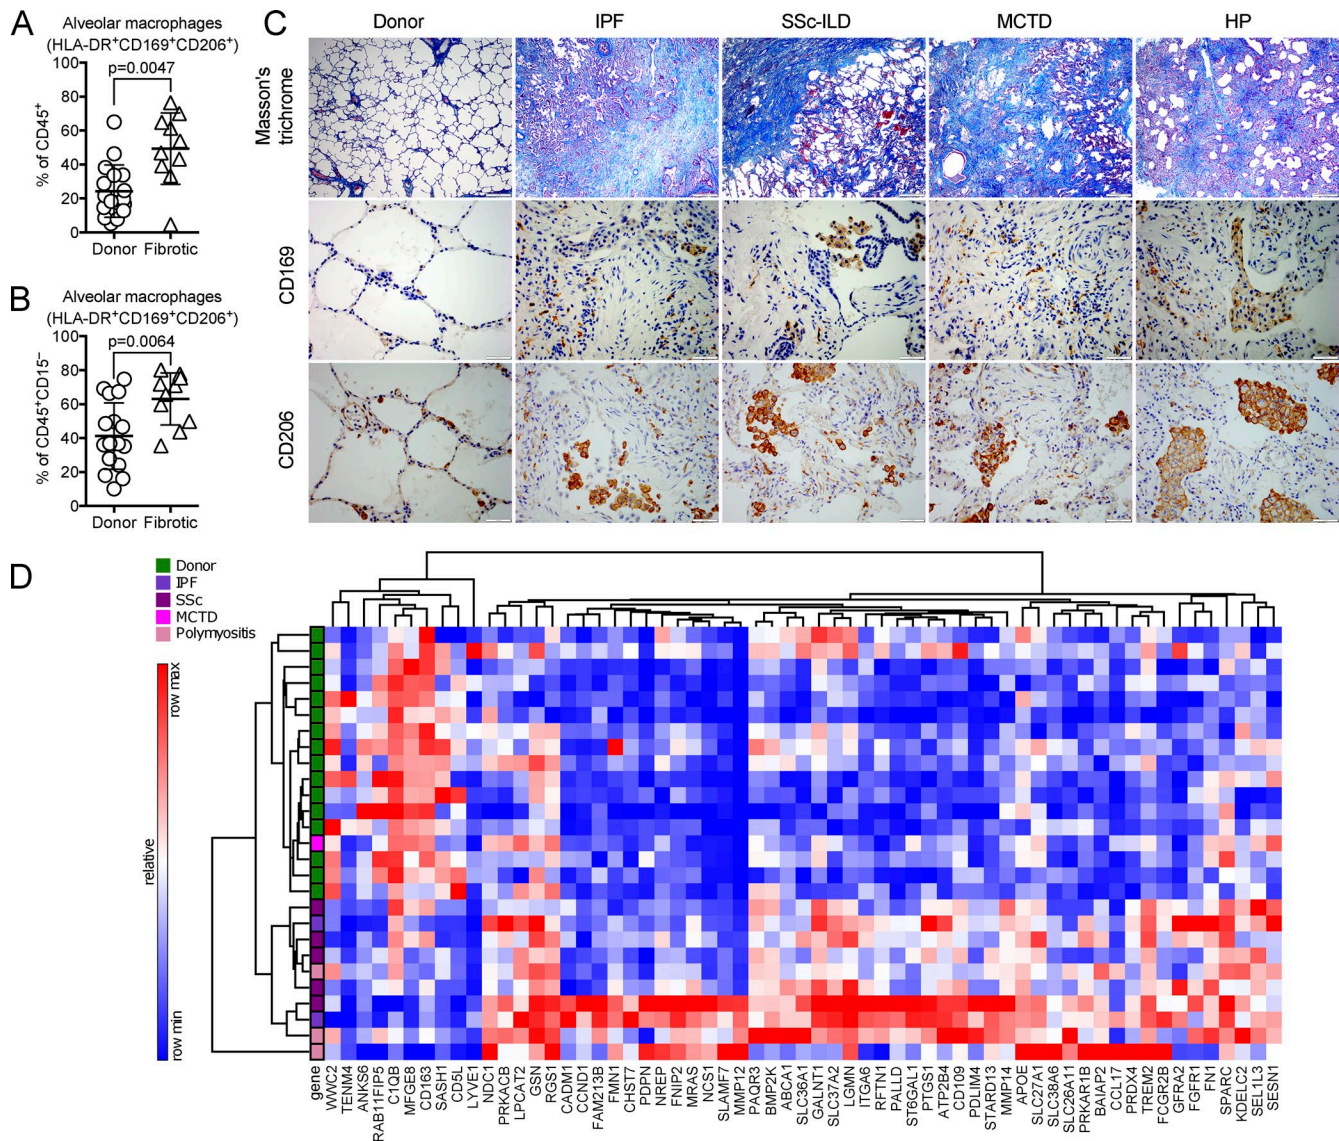 A
Alveolar macrophages
(HLA-DR⁺CD169⁺CD206⁺)
p=0.0047
100
80
60
40
20
0
% of CD45⁺
Donor Fibrotic
B
Alveolar macrophages
(HLA-DR⁺CD169⁺CD206⁺)
p=0.0064
100
80
60
40
20
0
% of CD45⁺CD15⁻
Donor Fibrotic
C
Donor IPF SSc-ILD MCTD HP
Masson's
trichrome
CD169
CD206
D
Donor
IPF
SSc
MCTD
Polymyositis
row max
relative
row min
gene
WWC2
TENM4
ANKS6
RAB11FIP5
C1QB
MFGE8
CD163
SASH1
CD5L
LYVE1
NDC1
PRKACB
LPCAT2
GSN
RGS1
CADM1
CCND1
FAM213B
FMN1
CHST7
PDPN
NREP
FNIP2
MRAS
NCS1
SLAMF7
MMP12
PAQR3
BMP2K
ABCA1
SLC36A1
GALNT1
SLC37A2
LGMN
ITGA6
RFTN1
PALLD
ST6GAL1
PTGS1
ATP2B4
CD109
PDLIM4
STARD13
MMP14
APOE
SLC27A1
SLC38A6
SLC26A11
PRKAR1B
BAIAP2
CCL17
PRDX4
TREM2
FCGR2B
GFRA2
FGFR1
FN1
SPARC
KDELC2
SEL1L3
SESN1